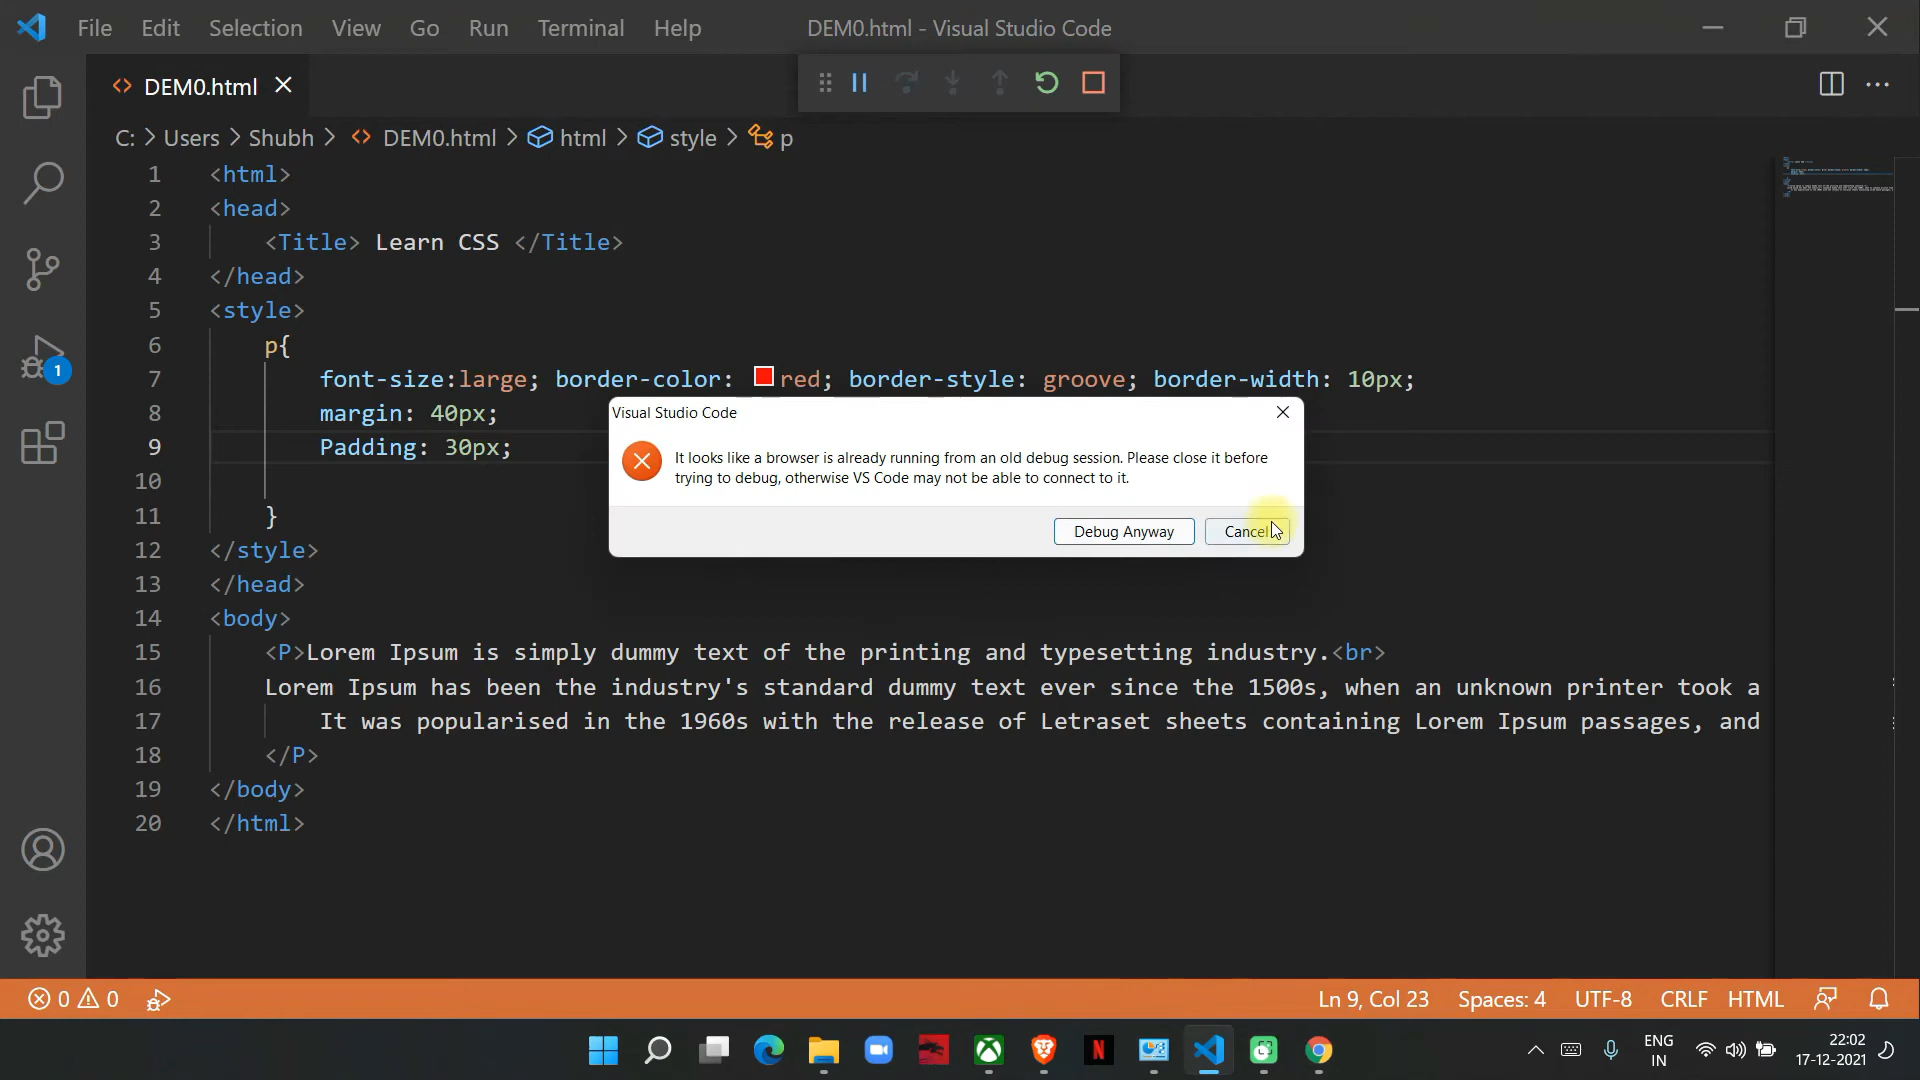 File Edit Selection View Go Run Terminal Help DEM0.html - Visual Studio Code
DEM0.html
C: > Users > Shubh > DEM0.html > html > style > p
1 <html>
2 <head>
3 <Title> Learn CSS </Title>
4 </head>
5 <style>
6 p{
7 font-size:large; border-color: red; border-style: groove; border-width: 10px;
8 margin: 40px;
9 Padding: 30px;
10
11 }
12 </style>
13 </head>
14 <body>
15 <P>Lorem Ipsum is simply dummy text of the printing and typesetting industry.<br>
16 Lorem Ipsum has been the industry's standard dummy text ever since the 1500s, when an unknown printer took a
17 It was popularised in the 1960s with the release of Letraset sheets containing Lorem Ipsum passages, and
18 </P>
19 </body>
20 </html>
Visual Studio Code
It looks like a browser is already running from an old debug session. Please close it before
trying to debug, otherwise VS Code may not be able to connect to it.
Debug Anyway Cancel
1
0 0 Ln 9, Col 23 Spaces: 4 UTF-8 CRLF HTML
N
ENG
IN
22:02
17-12-2021